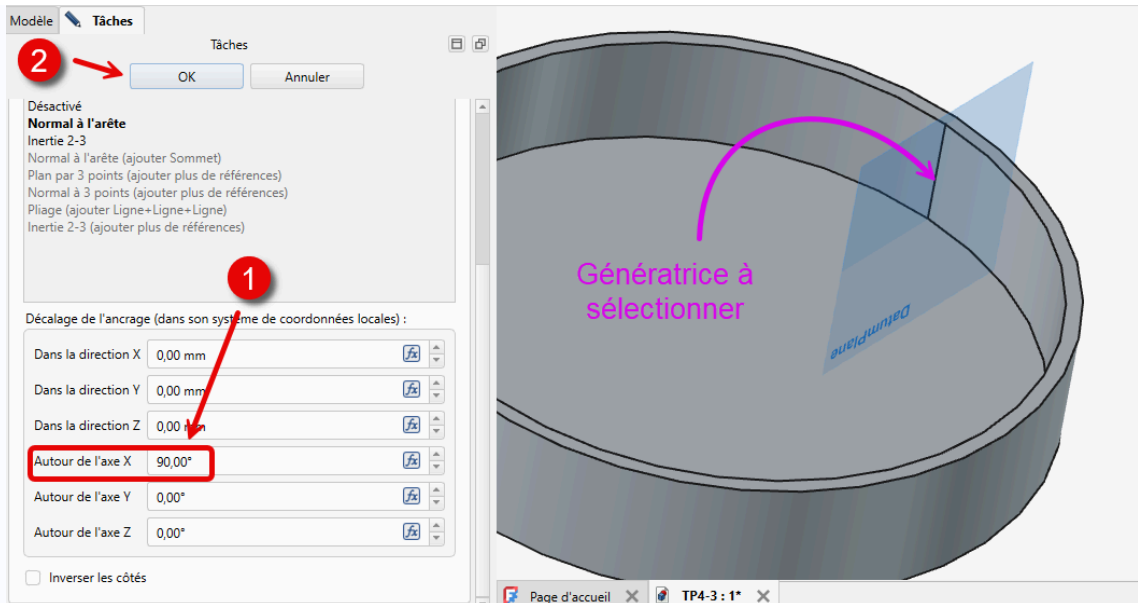 Modèle
Tâches
Tâches
2
OK
Annuler
Désactivé
Normal à l'arête
Inertie 2-3
Normal à l'arête (ajouter Sommet)
Plan par 3 points (ajouter plus de références)
Normal à 3 points (ajouter plus de références)
Pliage (ajouter Ligne+Ligne+Ligne)
Inertie 2-3 (ajouter plus de références)
1
Décalage de l'ancrage (dans son système de coordonnées locales) :
Dans la direction X 0,00 mm
Dans la direction Y 0,00 mm
Dans la direction Z 0,00 mm
Autour de l'axe X 90,00°
Autour de l'axe Y 0,00°
Autour de l'axe Z 0,00°
Inverser les côtés
Génératrice à
sélectionner
DatumPlane
Page d'accueil
TP4-3 : 1*